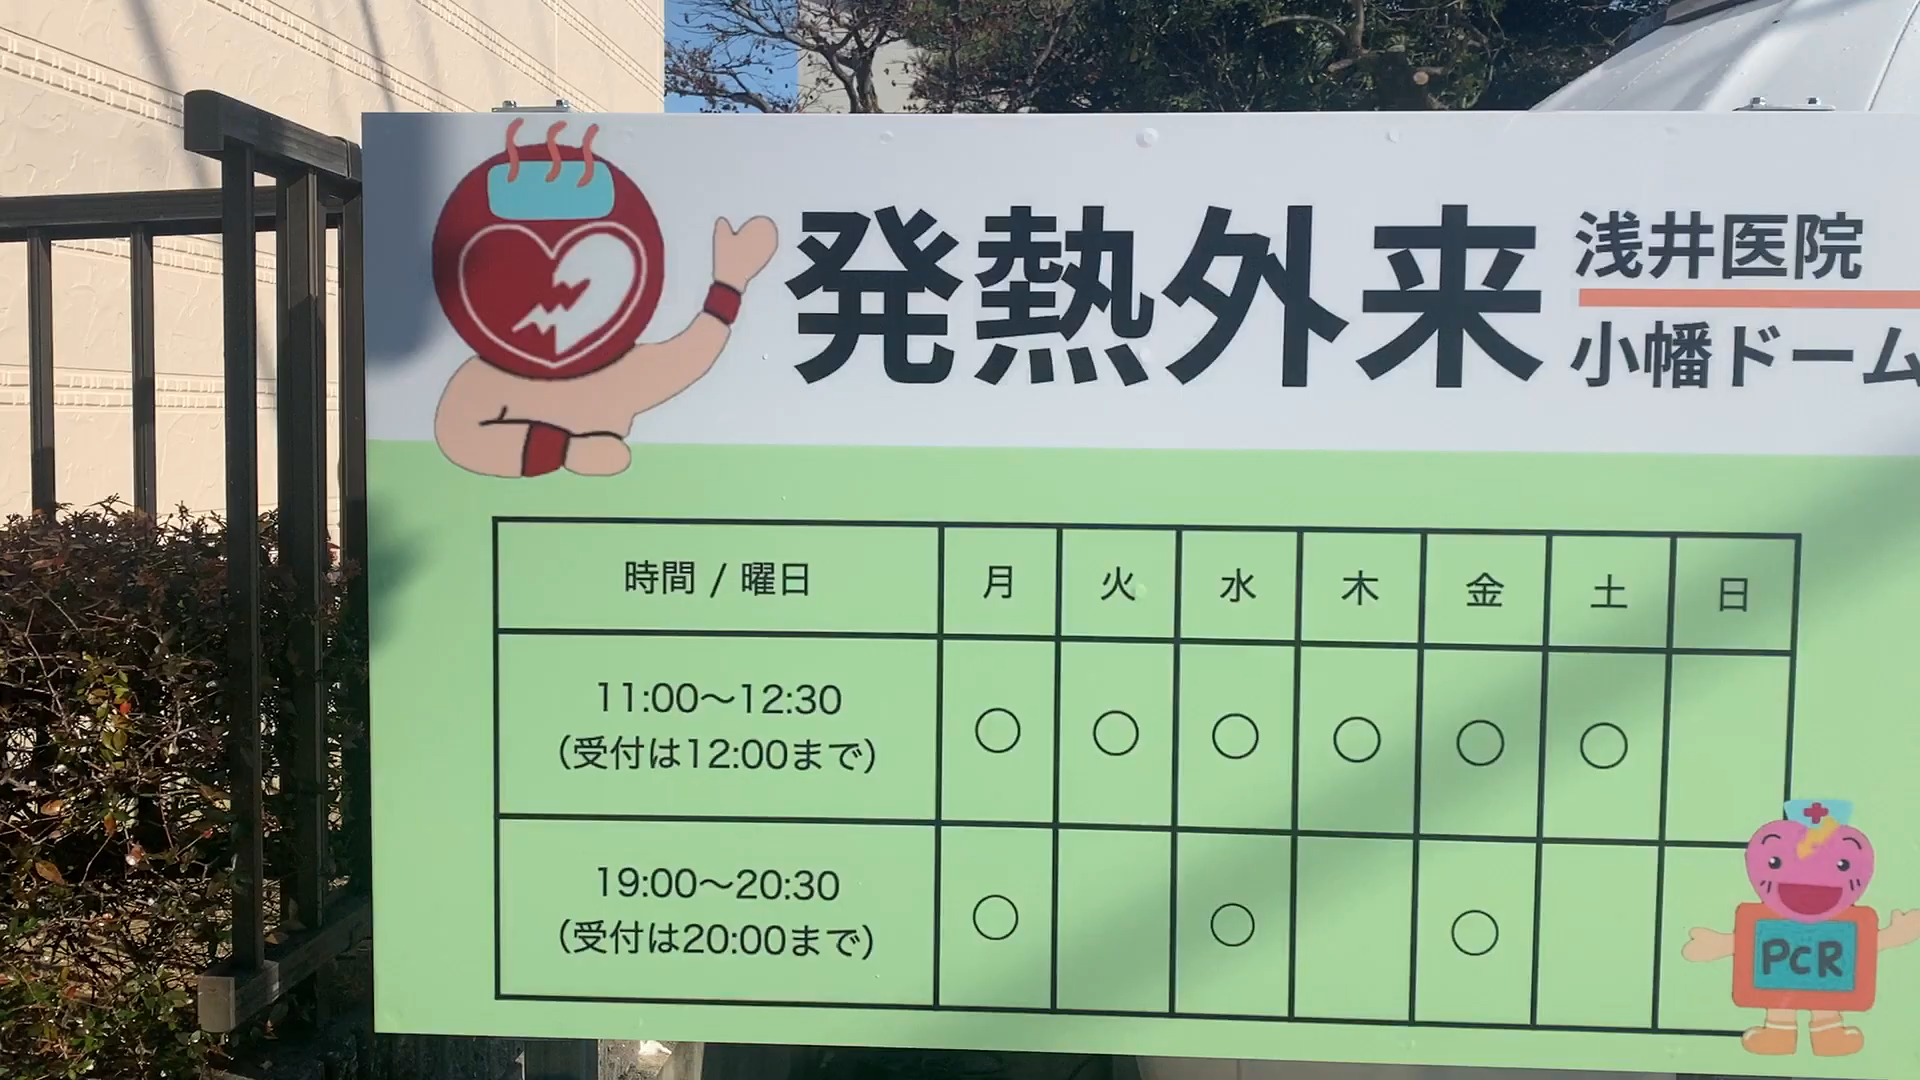 発熱外来
浅井医院
小幡ドーム
時間 / 曜日 月 火 水 木 金 土 日
11:00〜12:30
(受付は12:00まで) ○ ○ ○ ○ ○ ○
19:00〜20:30
(受付は20:00まで) ○ ○ ○
PCR